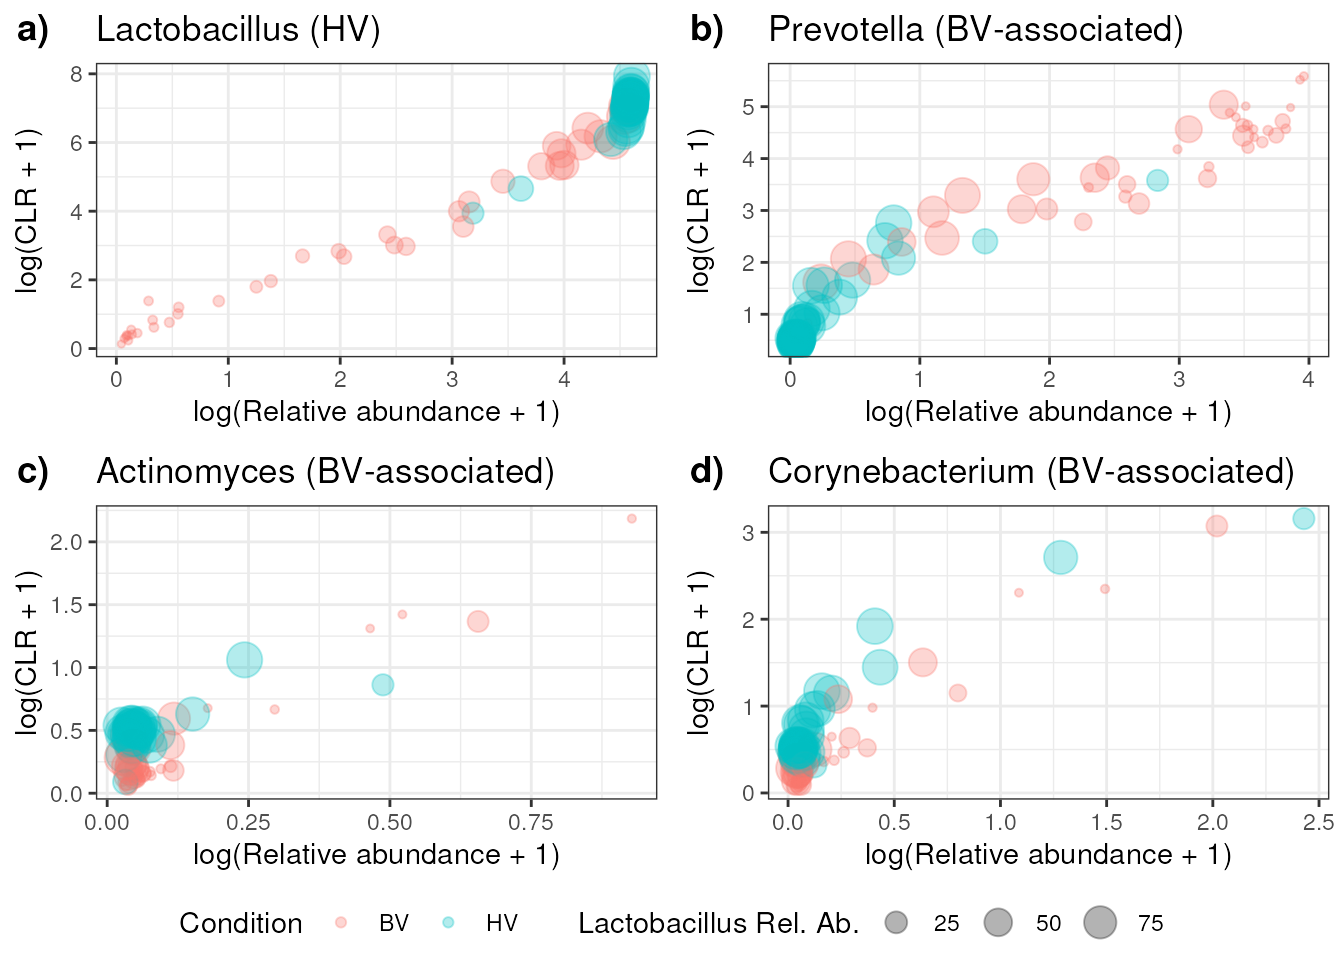 a) Lactobacillus (HV)
log(CLR + 1)
8
6
4
2
0
0 1 2 3 4
log(Relative abundance + 1)
b) Prevotella (BV-associated)
log(CLR + 1)
5
4
3
2
1
0 1 2 3 4
log(Relative abundance + 1)
c) Actinomyces (BV-associated)
log(CLR + 1)
2.0
1.5
1.0
0.5
0.0
0.00 0.25 0.50 0.75
log(Relative abundance + 1)
d) Corynebacterium (BV-associated)
log(CLR + 1)
3
2
1
0
0.0 0.5 1.0 1.5 2.0 2.5
log(Relative abundance + 1)
Condition BV HV Lactobacillus Rel. Ab. 25 50 75